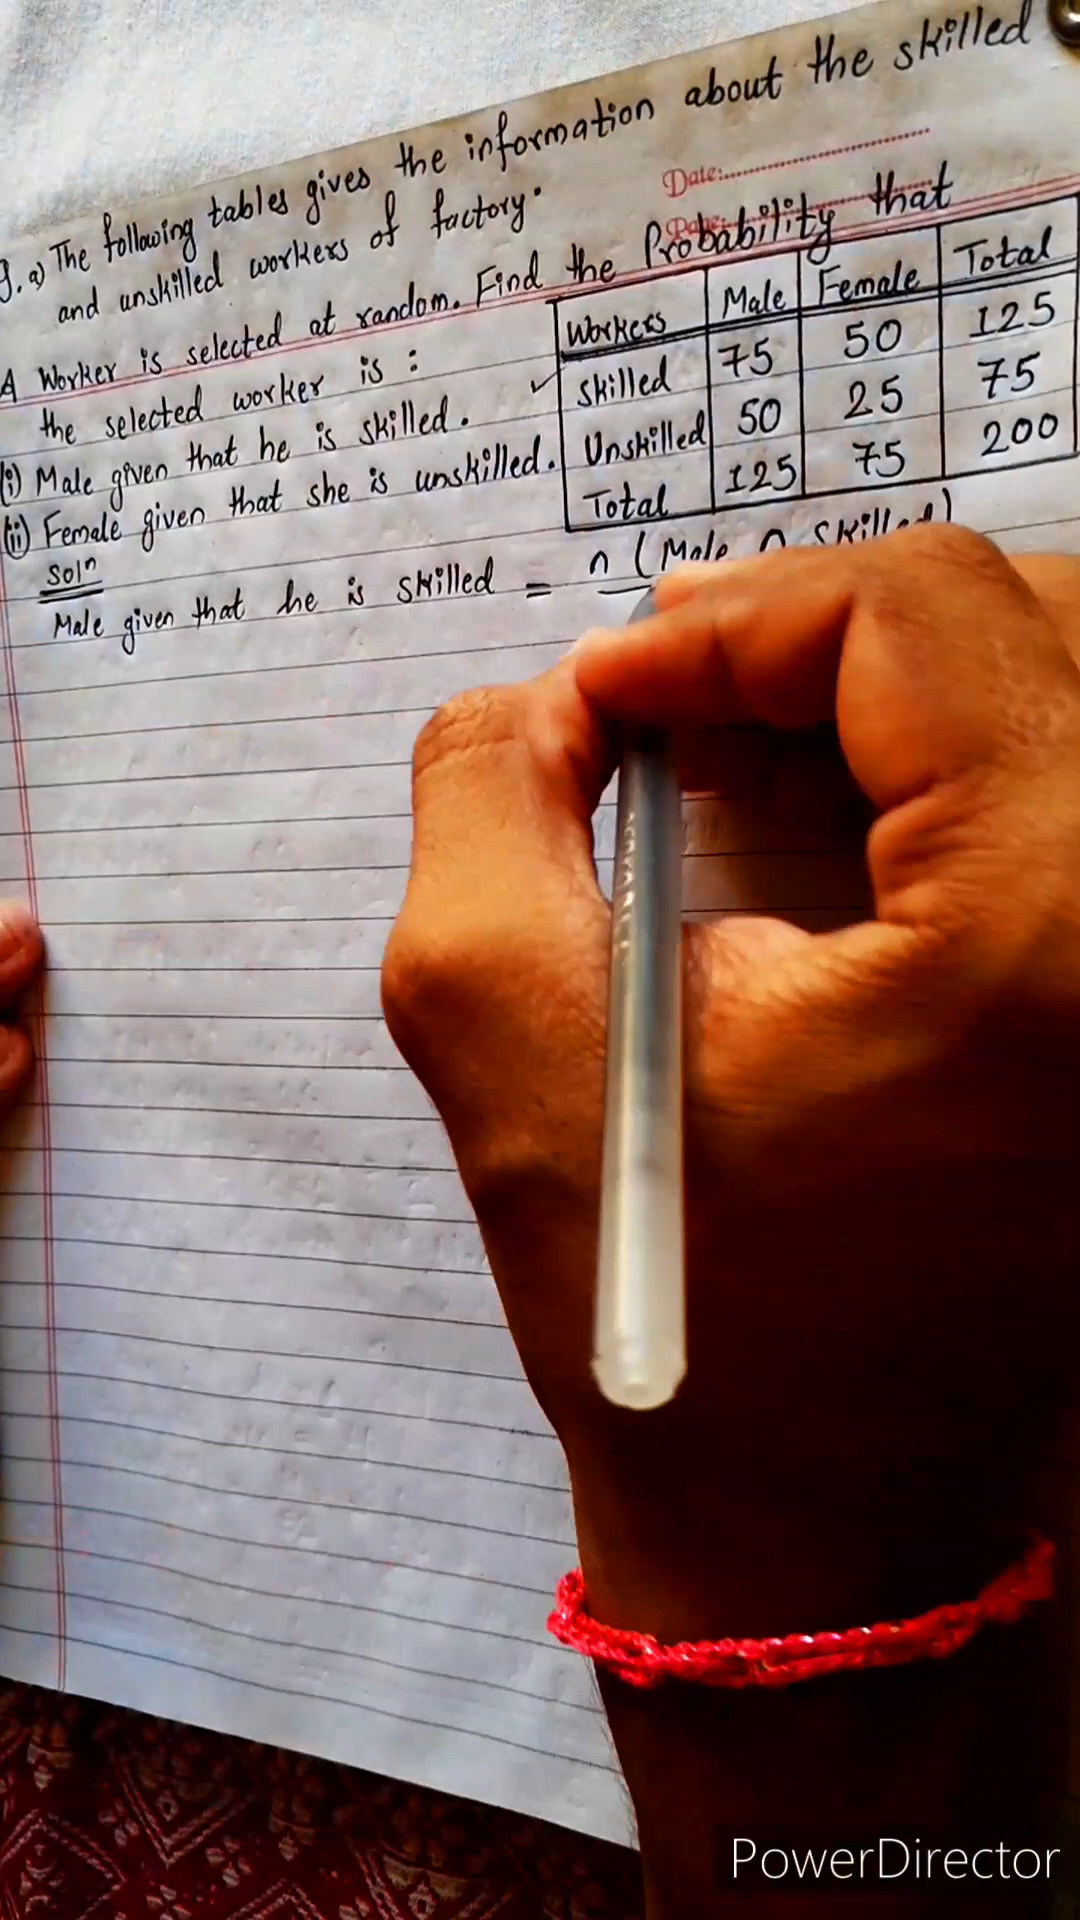 9. a) The following tables gives the information about the skilled
and unskilled workers of factory.
Date:
A Worker is selected at random. Find the Probability that
the selected worker is :
(i) Male given that he is skilled.
(ii) Female given that she is unskilled.
Workers Male Female Total
Skilled 75 50 125
Unskilled 50 25 75
Total 125 75 200
Solⁿ
Male given that he is skilled = n (Male ∩ skilled)
PowerDirector